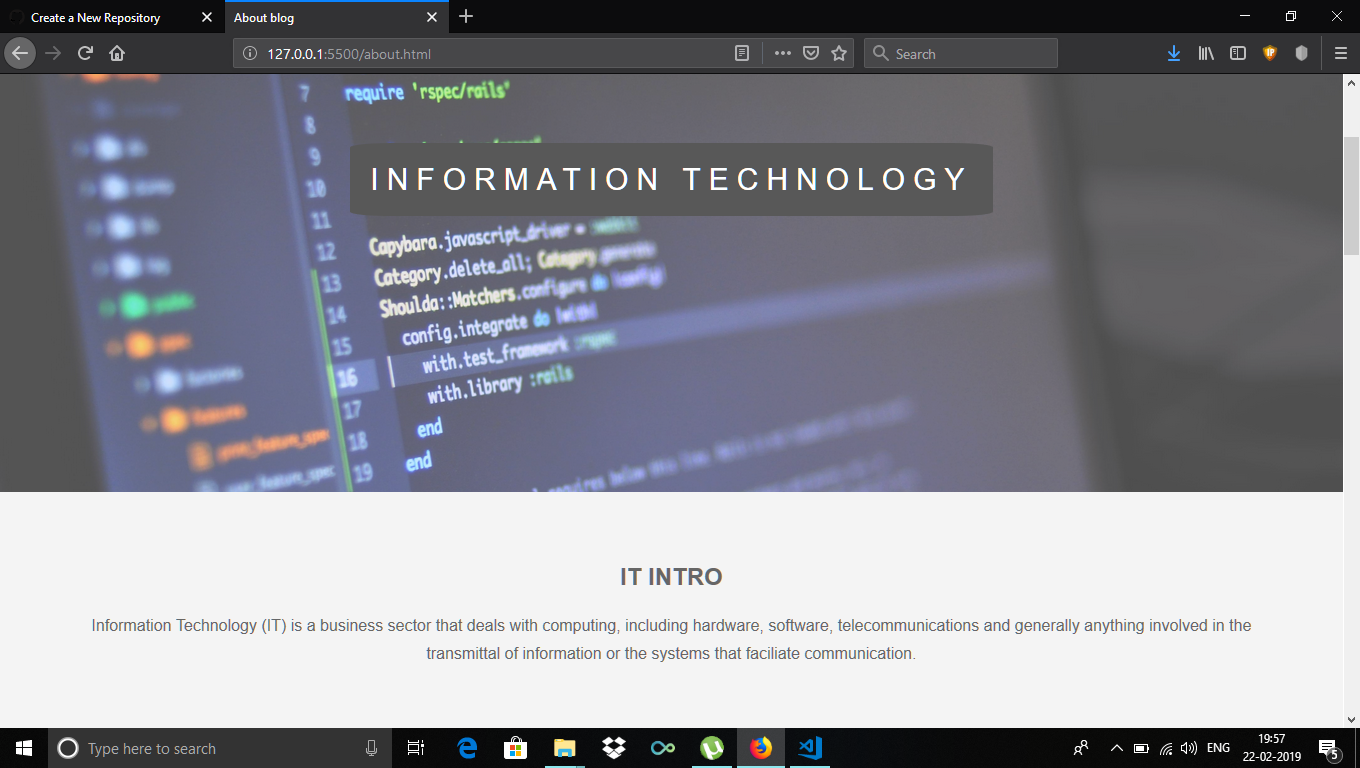 Create a New Repository
About blog
127.0.0.1:5500/about.html
Search
7 require 'rspec/rails'
8
9
10
INFORMATION TECHNOLOGY
11
12 Capybara.javascript_driver =
13 Category.delete_all; Category.generate
14 Shoulda::Matchers.configure do |config|
15 config.integrate do |with|
16 with.test_framework :rspec
17 with.library :rails
18 end
19 end
IT INTRO
Information Technology (IT) is a business sector that deals with computing, including hardware, software, telecommunications and generally anything involved in the
transmittal of information or the systems that faciliate communication.
Type here to search
ENG
19:57
22-02-2019
5